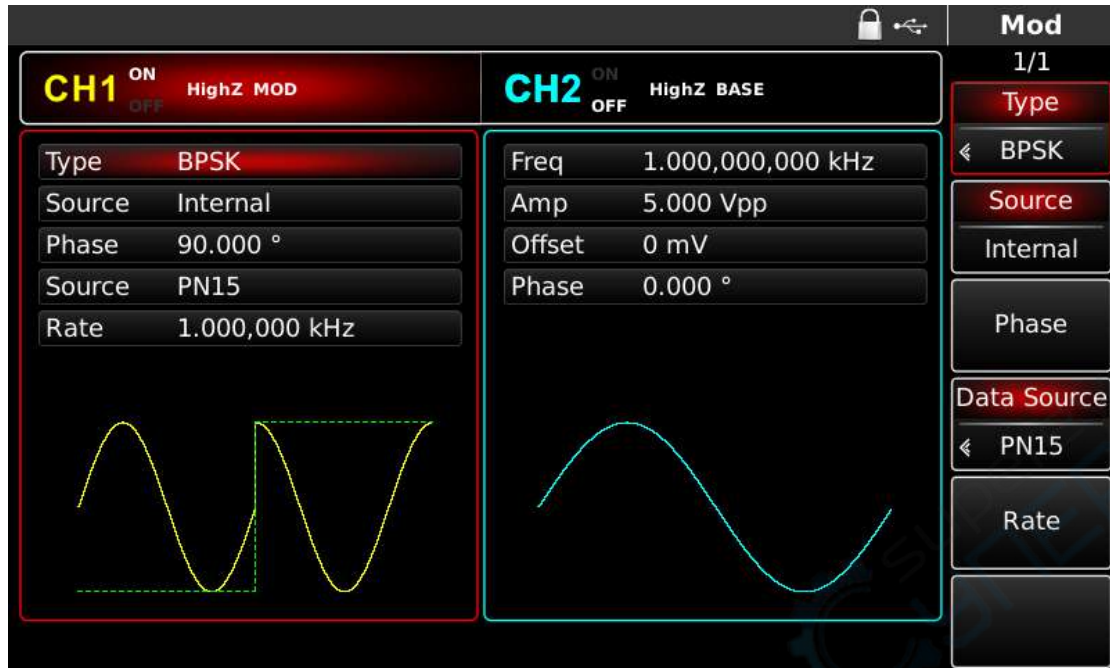 Mod
1/1
CH1 ON OFF HighZ MOD
CH2 ON OFF HighZ BASE
Type BPSK
Source Internal
Phase 90.000 °
Source PN15
Rate 1.000,000 kHz
Freq 1.000,000,000 kHz
Amp 5.000 Vpp
Offset 0 mV
Phase 0.000 °
Type
BPSK
Source
Internal
Phase
Data Source
PN15
Rate